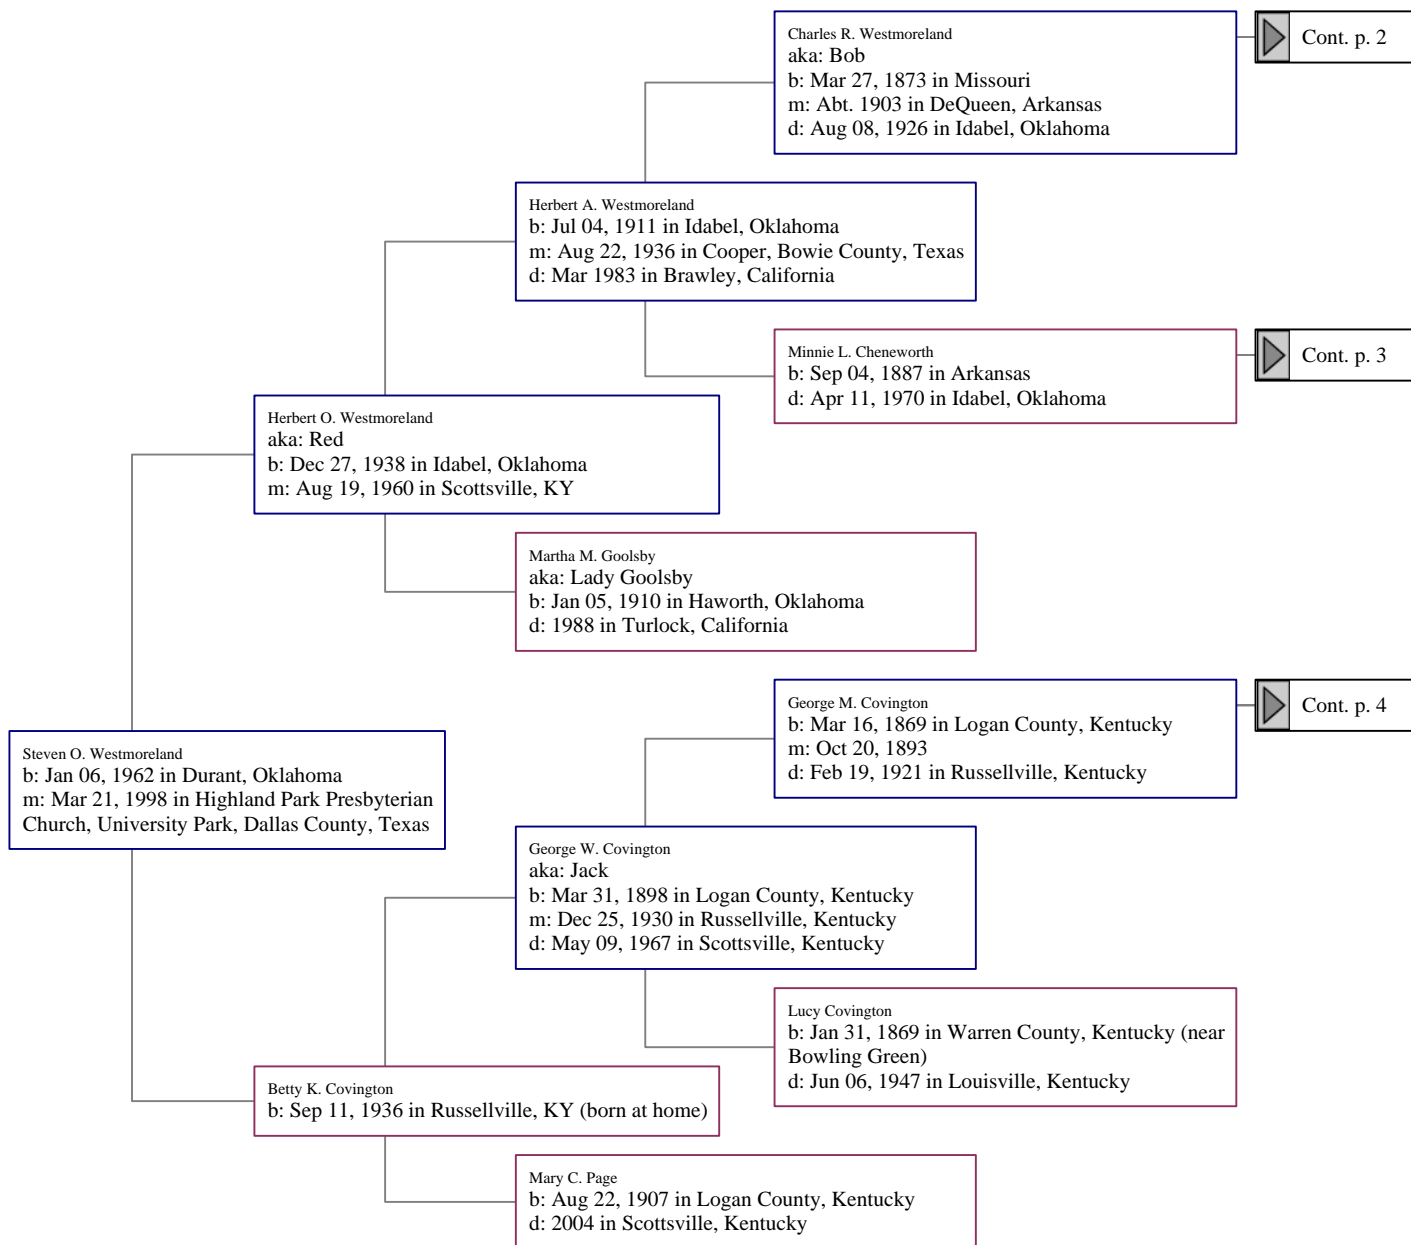 Charles R. Westmoreland
aka: Bob
b: Mar 27, 1873 in Missouri
m: Abt. 1903 in DeQueen, Arkansas
d: Aug 08, 1926 in Idabel, Oklahoma
Cont. p. 2
Herbert A. Westmoreland
b: Jul 04, 1911 in Idabel, Oklahoma
m: Aug 22, 1936 in Cooper, Bowie County, Texas
d: Mar 1983 in Brawley, California
Minnie L. Cheneworth
b: Sep 04, 1887 in Arkansas
d: Apr 11, 1970 in Idabel, Oklahoma
Cont. p. 3
Herbert O. Westmoreland
aka: Red
b: Dec 27, 1938 in Idabel, Oklahoma
m: Aug 19, 1960 in Scottsville, KY
Martha M. Goolsby
aka: Lady Goolsby
b: Jan 05, 1910 in Haworth, Oklahoma
d: 1988 in Turlock, California
George M. Covington
b: Mar 16, 1869 in Logan County, Kentucky
m: Oct 20, 1893
d: Feb 19, 1921 in Russellville, Kentucky
Cont. p. 4
Steven O. Westmoreland
b: Jan 06, 1962 in Durant, Oklahoma
m: Mar 21, 1998 in Highland Park Presbyterian
Church, University Park, Dallas County, Texas
George W. Covington
aka: Jack
b: Mar 31, 1898 in Logan County, Kentucky
m: Dec 25, 1930 in Russellville, Kentucky
d: May 09, 1967 in Scottsville, Kentucky
Lucy Covington
b: Jan 31, 1869 in Warren County, Kentucky (near
Bowling Green)
d: Jun 06, 1947 in Louisville, Kentucky
Betty K. Covington
b: Sep 11, 1936 in Russellville, KY (born at home)
Mary C. Page
b: Aug 22, 1907 in Logan County, Kentucky
d: 2004 in Scottsville, Kentucky